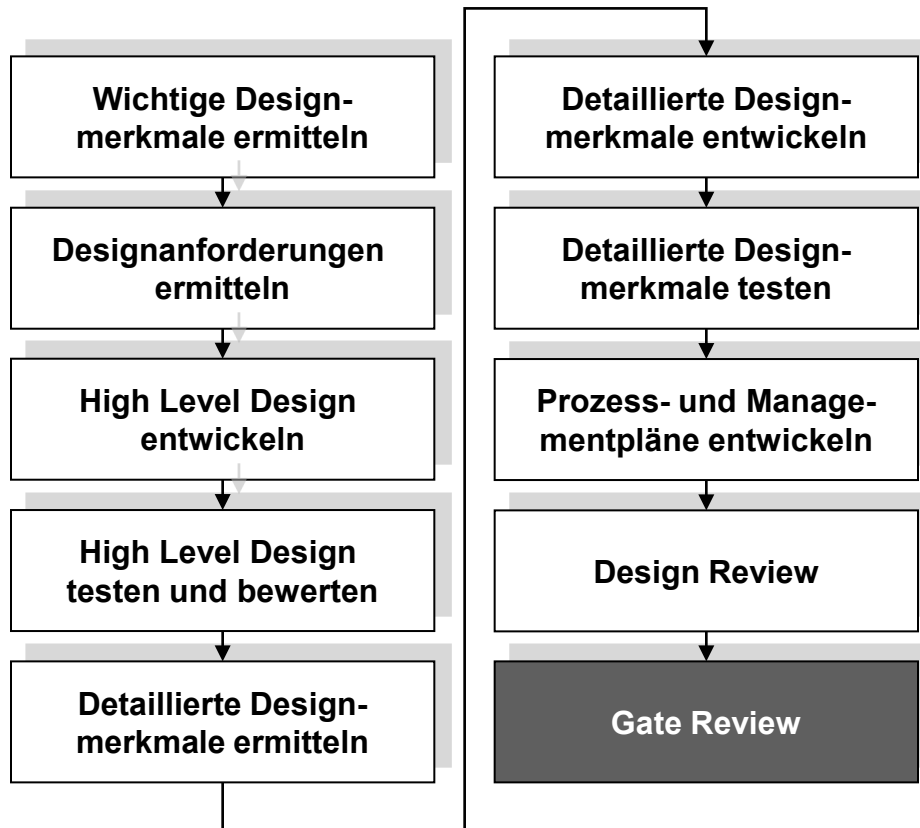 Wichtige Design-
merkmale ermitteln
Designanforderungen
ermitteln
High Level Design
entwickeln
High Level Design
testen und bewerten
Detaillierte Design-
merkmale ermitteln
Detaillierte Design-
merkmale entwickeln
Detaillierte Design-
merkmale testen
Prozess- und Manage-
mentpläne entwickeln
Design Review
Gate Review